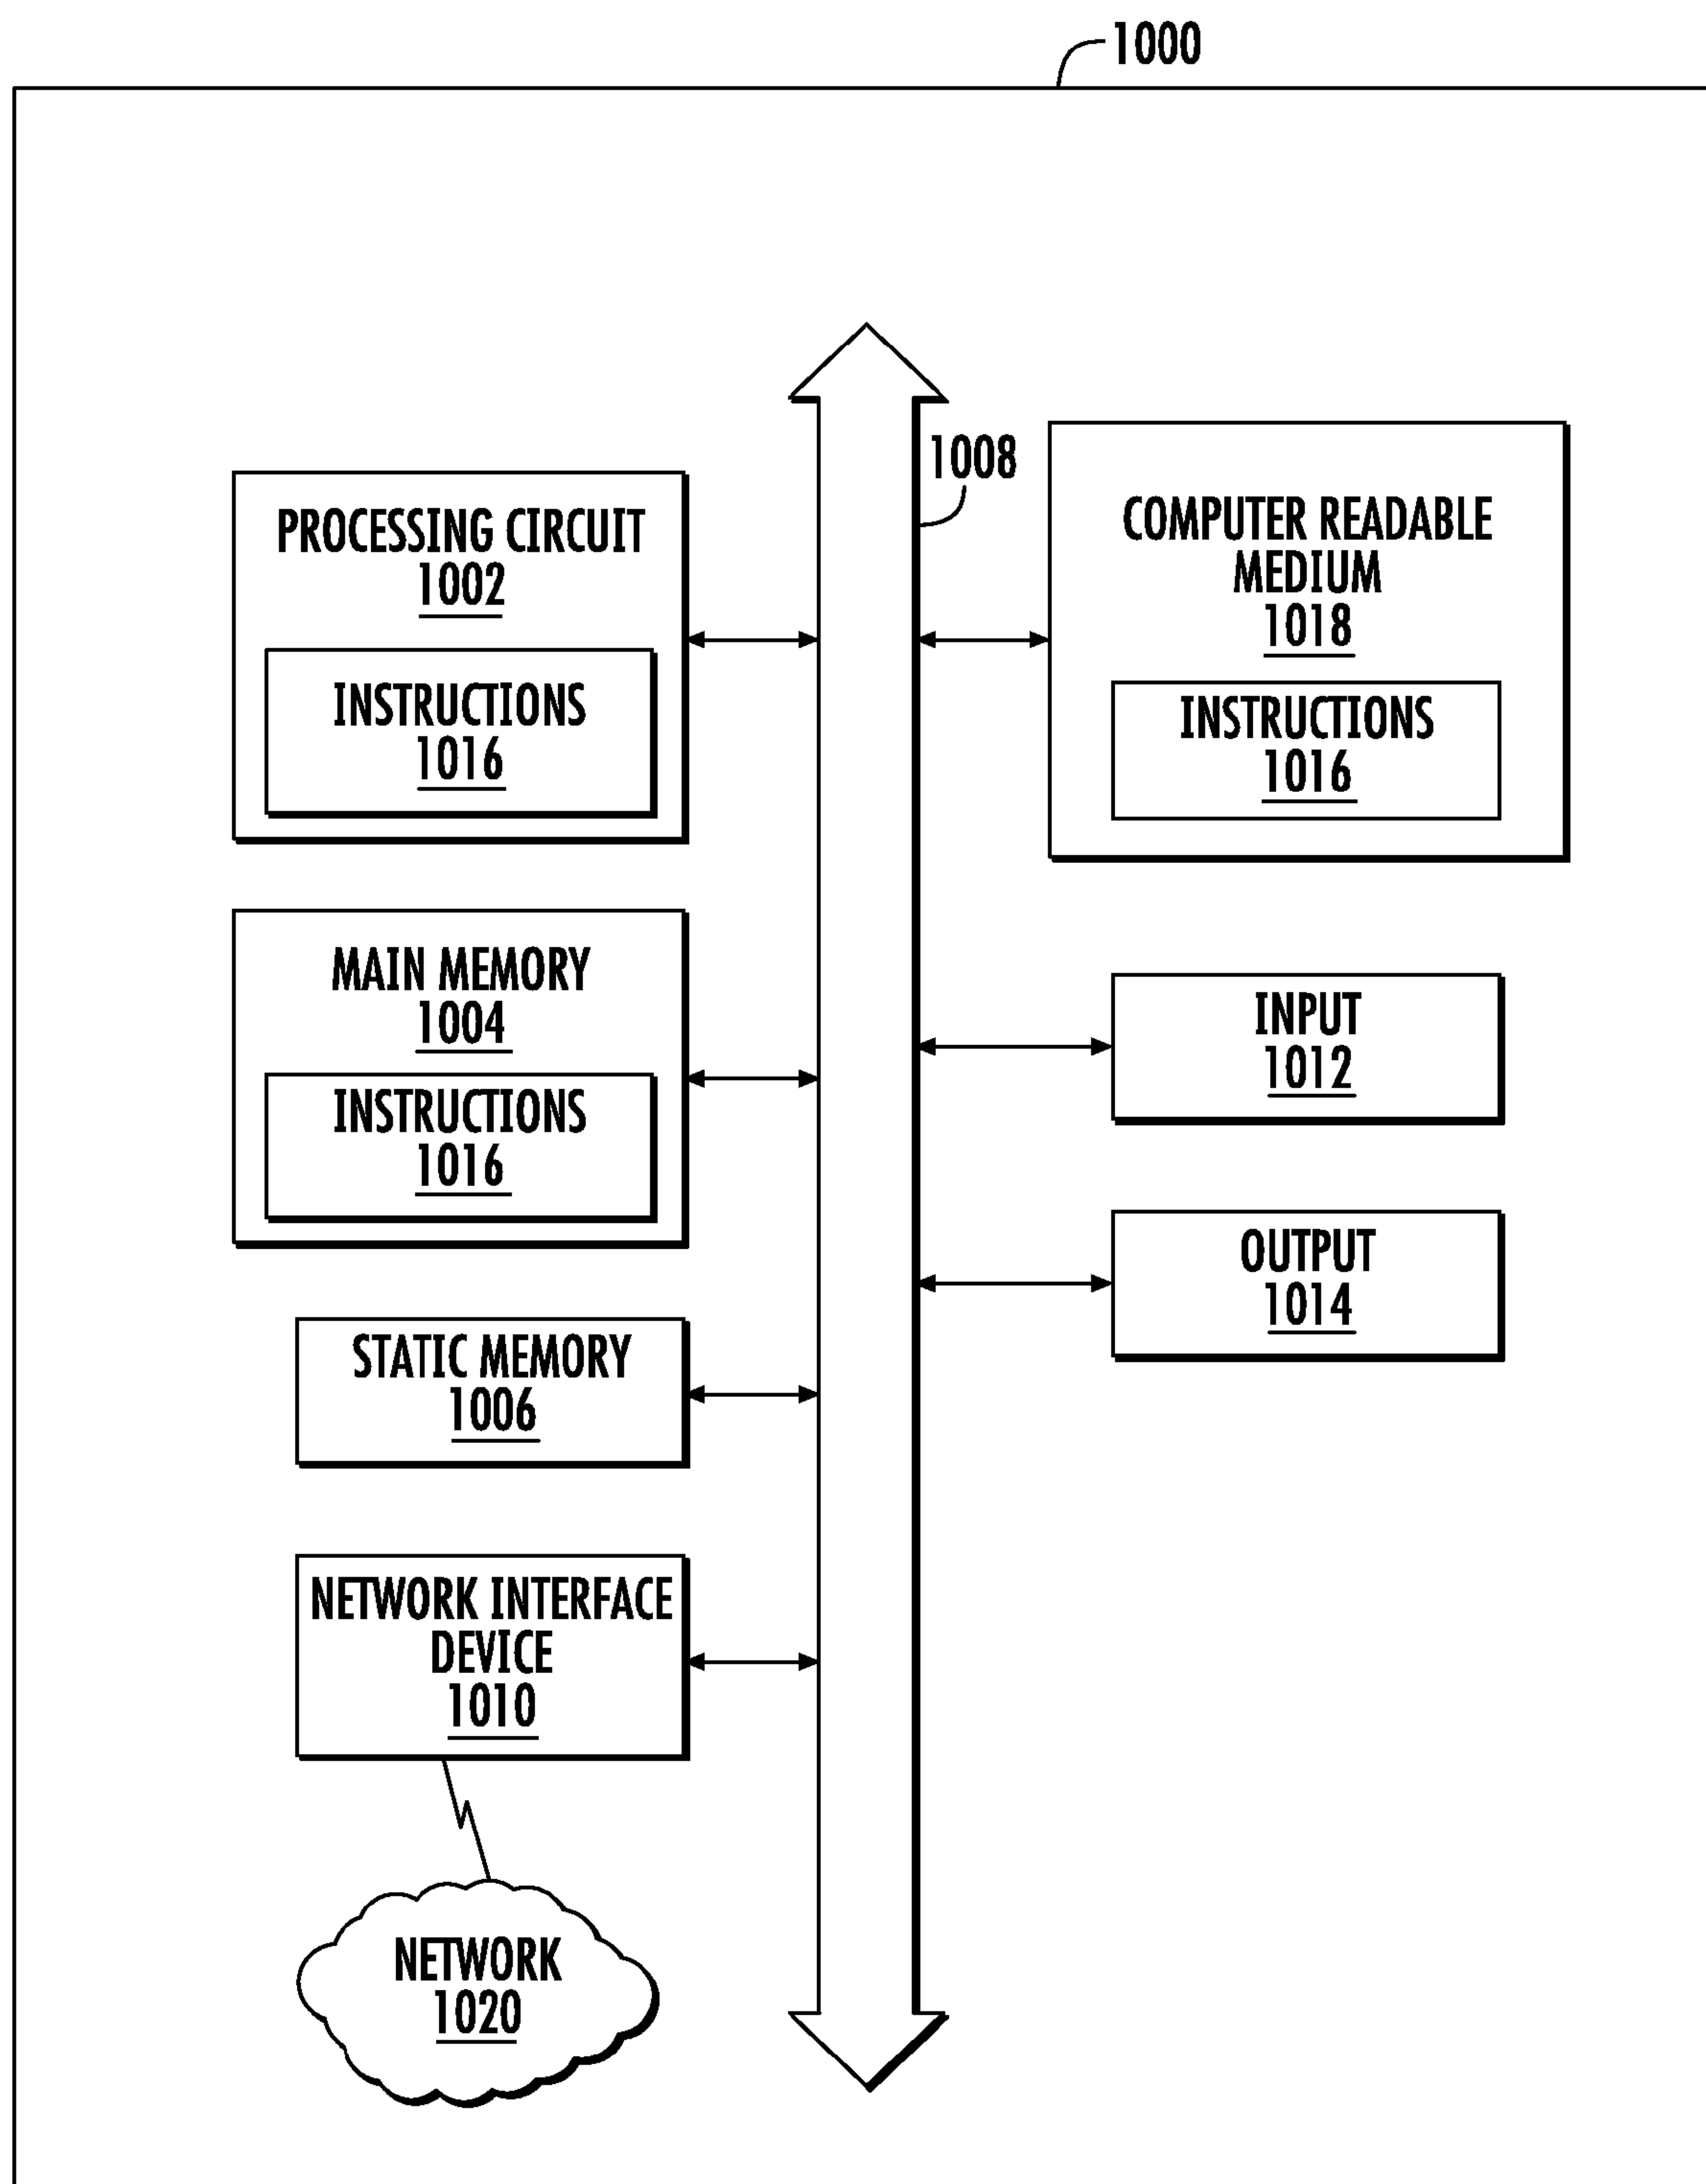 1000
1008
PROCESSING CIRCUIT
1002
INSTRUCTIONS
1016
MAIN MEMORY
1004
INSTRUCTIONS
1016
STATIC MEMORY
1006
NETWORK INTERFACE
DEVICE
1010
NETWORK
1020
COMPUTER READABLE
MEDIUM
1018
INSTRUCTIONS
1016
INPUT
1012
OUTPUT
1014